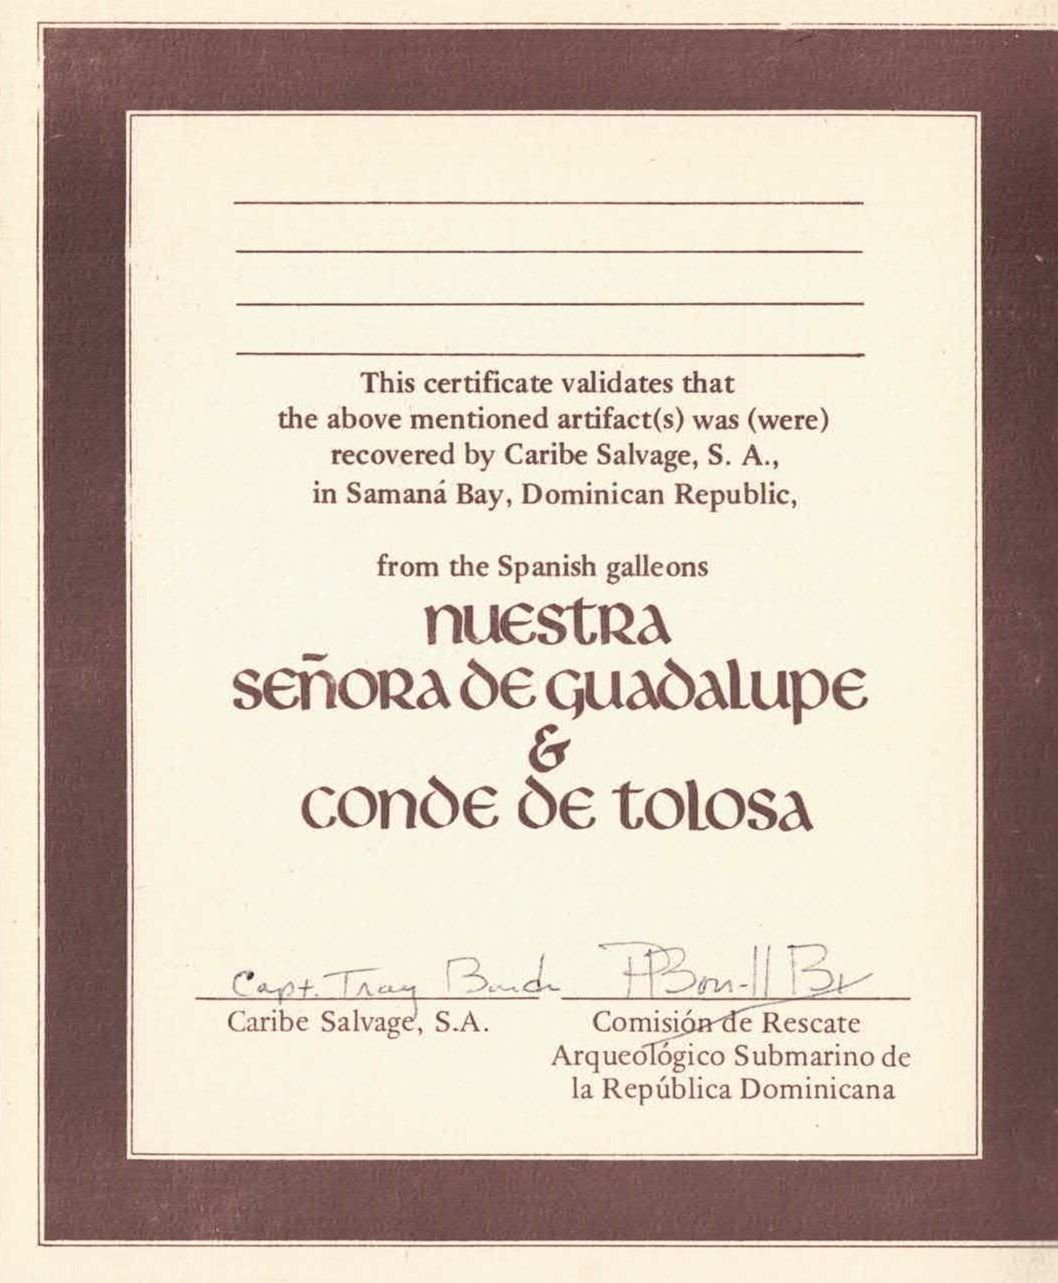 This certificate validates that
the above mentioned artifact(s) was (were)
recovered by Caribe Salvage, S. A.,
in Samaná Bay, Dominican Republic,
from the Spanish galleons
nuestra
señora de guadalupe
&
conde de tolosa
Capt. Tracy
Caribe Salvage, S.A.
Comisión de Rescate
Arqueológico Submarino de
la República Dominicana